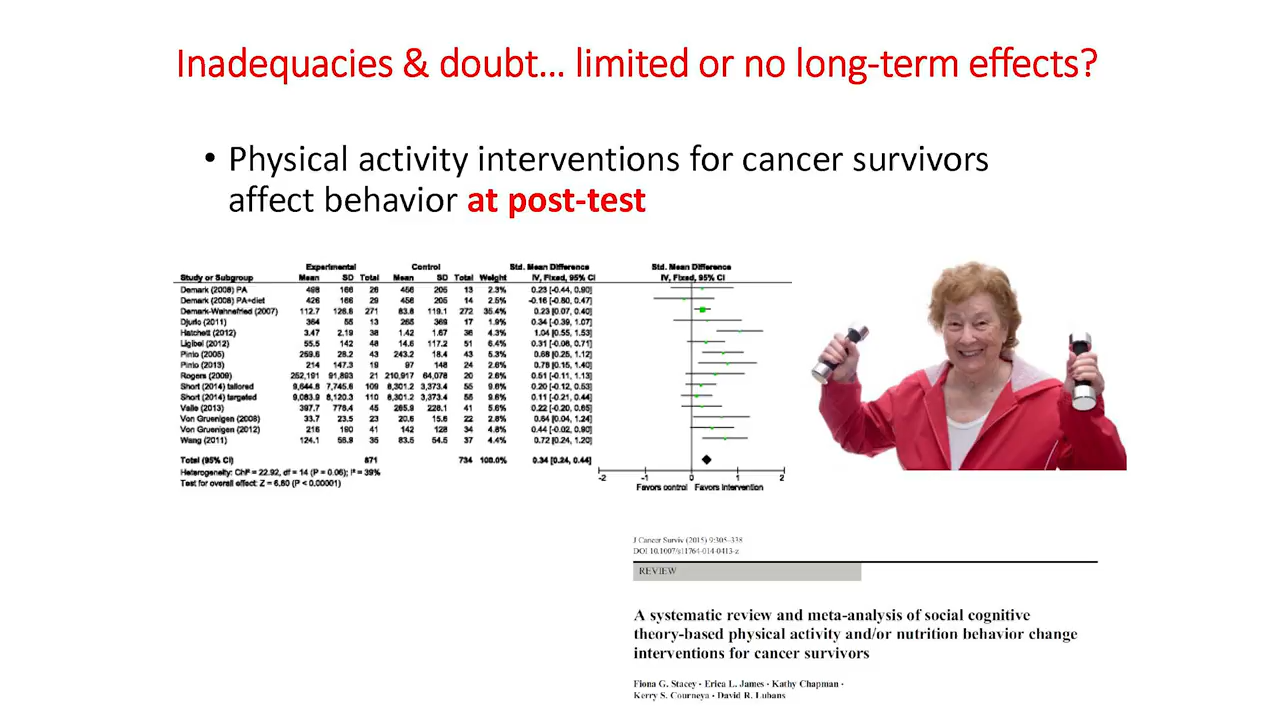 Inadequacies & doubt... limited or no long-term effects?
• Physical activity interventions for cancer survivors
affect behavior at post-test
Experimental Control Std. Mean Difference Std. Mean Difference
Study or Subgroup Mean SD Total Mean SD Total Weight IV, Fixed, 95% CI IV, Fixed, 95% CI
Demark (2008) PA 498 166 26 456 205 13 2.3% 0.23 [-0.44, 0.90]
Demark (2008) PA+diet 426 166 29 456 205 14 2.5% -0.16 [-0.80, 0.47]
Demark-Wahnefried (2007) 112.7 126.8 271 83.8 119.1 272 35.4% 0.23 [0.07, 0.40]
Djuric (2011) 364 55 13 265 369 17 1.9% 0.34 [-0.39, 1.07]
Hatchett (2012) 3.47 2.19 38 1.42 1.67 36 4.3% 1.04 [0.55, 1.53]
Ligibel (2012) 55.5 142 48 14.6 117.2 51 6.4% 0.31 [-0.08, 0.71]
Pinto (2005) 259.6 28.2 43 243.2 18.4 43 5.3% 0.68 [0.25, 1.12]
Pinto (2013) 214 147.3 19 97 148 24 2.5% 0.78 [0.15, 1.40]
Rogers (2009) 252,191 91,893 21 210,917 64,078 20 2.6% 0.51 [-0.11, 1.13]
Short (2014) tailored 9,644.8 7,745.6 109 8,301.2 3,373.4 55 9.6% 0.20 [-0.12, 0.53]
Short (2014) targeted 9,083.9 8,120.3 110 8,301.2 3,373.4 55 9.6% 0.11 [-0.21, 0.44]
Valle (2013) 397.7 778.4 45 265.9 228.1 41 5.6% 0.22 [-0.20, 0.65]
Von Gruenigen (2008) 33.7 23.5 23 20.6 15.6 22 2.8% 0.64 [0.04, 1.24]
Von Gruenigen (2012) 216 190 41 142 128 34 4.8% 0.44 [-0.02, 0.90]
Wang (2011) 124.1 56.9 35 83.5 54.5 37 4.4% 0.72 [0.24, 1.20]
Total (95% CI) 871 734 100.0% 0.34 [0.24, 0.44]
Heterogeneity: Chi² = 22.92, df = 14 (P = 0.06); I² = 39%
Test for overall effect: Z = 6.60 (P < 0.00001)
-2 -1 0 1 2
Favors control Favors intervention
J Cancer Surviv (2015) 9:305–338
DOI 10.1007/s11764-014-0413-z
REVIEW
A systematic review and meta-analysis of social cognitive
theory-based physical activity and/or nutrition behavior change
interventions for cancer survivors
Fiona G. Stacey · Erica L. James · Kathy Chapman ·
Kerry S. Courneya · David R. Lubans